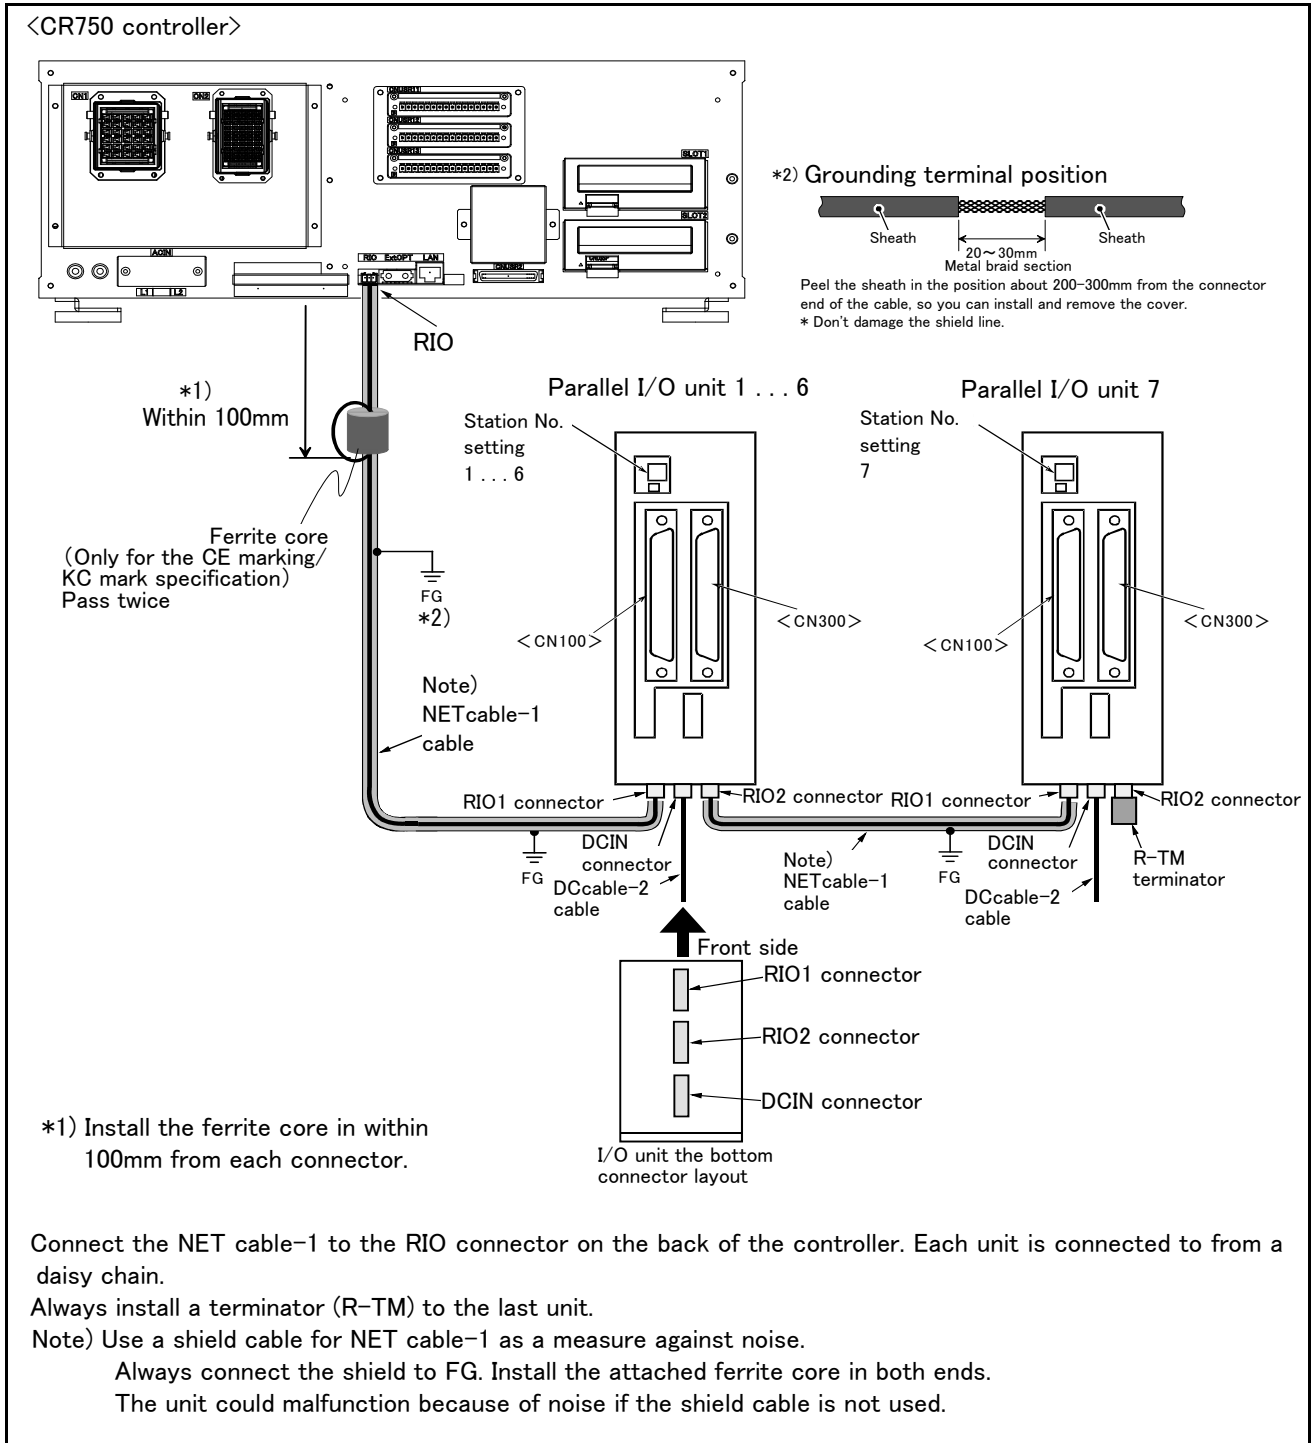 <CR750 controller>
CN1
CN2
CNUSR11
CNUSR12
CNUSR13
SLOT1
SLOT2
ACIN
L1 L2
RIO ExtOPT LAN
CNUSR2
*2) Grounding terminal position
Sheath
Sheath
20~30mm
Metal braid section
Peel the sheath in the position about 200-300mm from the connector
end of the cable, so you can install and remove the cover.
* Don't damage the shield line.
RIO
*1)
Within 100mm
Parallel I/O unit 1 . . . 6
Parallel I/O unit 7
Station No.
setting
1 . . . 6
Station No.
setting
7
Ferrite core
(Only for the CE marking/
KC mark specification)
Pass twice
FG
*2)
<CN100>
<CN300>
<CN100>
<CN300>
Note)
NETcable-1
cable
RIO1 connector
RIO2 connector
RIO1 connector
RIO2 connector
FG
DCIN
connector
DCcable-2
cable
Note)
NETcable-1
cable
FG
DCIN
connector
DCcable-2
cable
R-TM
terminator
Front side
RIO1 connector
RIO2 connector
DCIN connector
I/O unit the bottom
connector layout
*1) Install the ferrite core in within
100mm from each connector.
Connect the NET cable-1 to the RIO connector on the back of the controller. Each unit is connected to from a
daisy chain.
Always install a terminator (R-TM) to the last unit.
Note) Use a shield cable for NET cable-1 as a measure against noise.
Always connect the shield to FG. Install the attached ferrite core in both ends.
The unit could malfunction because of noise if the shield cable is not used.